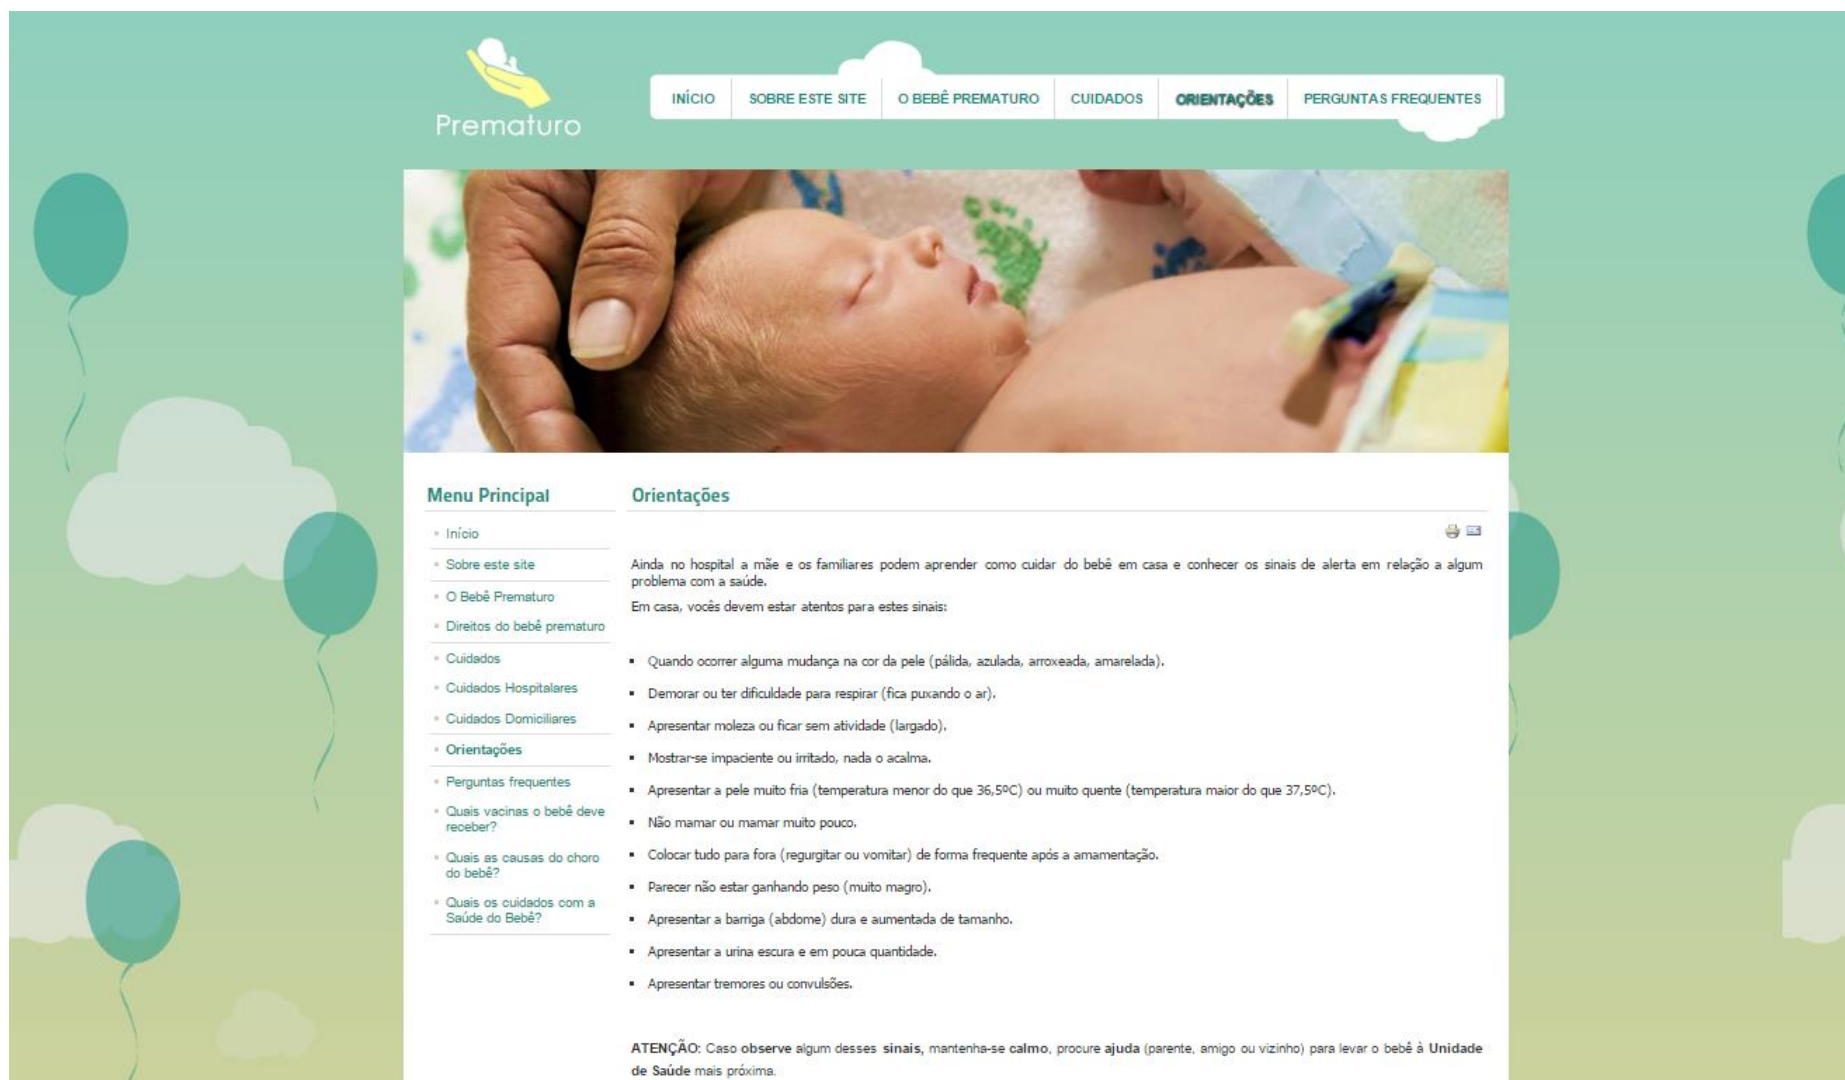 Prematuro
INÍCIO SOBRE ESTE SITE O BEBÊ PREMATURO CUIDADOS ORIENTAÇÕES PERGUNTAS FREQUENTES
Menu Principal
Início
Sobre este site
O Bebê Prematuro
Direitos do bebê prematuro
Cuidados
Cuidados Hospitalares
Cuidados Domiciliares
Orientações
Perguntas frequentes
Quais vacinas o bebê deve
receber?
Quais as causas do choro
do bebê?
Quais os cuidados com a
Saúde do Bebê?
Orientações
Ainda no hospital a mãe e os familiares podem aprender como cuidar do bebê em casa e conhecer os sinais de alerta em relação a algum
problema com a saúde.
Em casa, vocês devem estar atentos para estes sinais:
▪ Quando ocorrer alguma mudança na cor da pele (pálida, azulada, arroxeada, amarelada).
▪ Demorar ou ter dificuldade para respirar (fica puxando o ar).
▪ Apresentar moleza ou ficar sem atividade (largado).
▪ Mostrar-se impaciente ou irritado, nada o acalma.
▪ Apresentar a pele muito fria (temperatura menor do que 36,5ºC) ou muito quente (temperatura maior do que 37,5ºC).
▪ Não mamar ou mamar muito pouco.
▪ Colocar tudo para fora (regurgitar ou vomitar) de forma frequente após a amamentação.
▪ Parecer não estar ganhando peso (muito magro).
▪ Apresentar a barriga (abdome) dura e aumentada de tamanho.
▪ Apresentar a urina escura e em pouca quantidade.
▪ Apresentar tremores ou convulsões.
ATENÇÃO: Caso observe algum desses sinais, mantenha-se calmo, procure ajuda (parente, amigo ou vizinho) para levar o bebê à Unidade
de Saúde mais próxima.